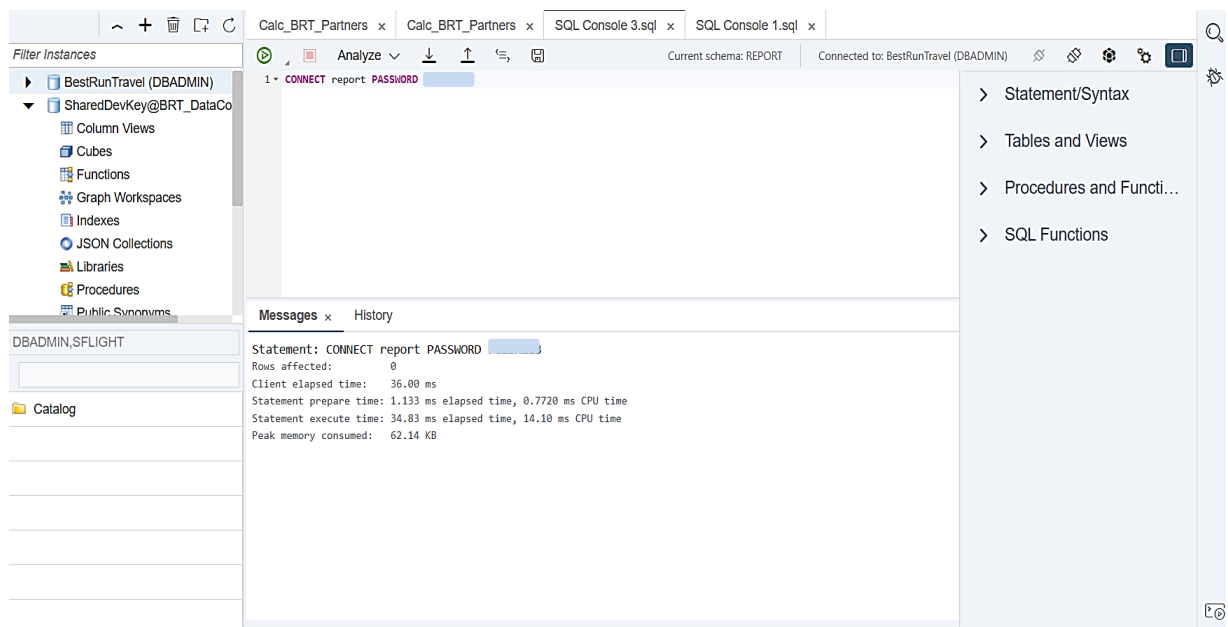 Calc_BRT_Partners x Calc_BRT_Partners x SQL Console 3.sql x SQL Console 1.sql x
Filter Instances
Analyze
Current schema: REPORT
Connected to: BestRunTravel (DBADMIN)
BestRunTravel (DBADMIN)
SharedDevKey@BRT_DataCo
Column Views
Cubes
Functions
Graph Workspaces
Indexes
JSON Collections
Libraries
Procedures
Public Synonyms
DBADMIN,SFLIGHT
Catalog
1 CONNECT report PASSWORD
Messages x History
Statement: CONNECT report PASSWORD
Rows affected: 0
Client elapsed time: 36.00 ms
Statement prepare time: 1.133 ms elapsed time, 0.7720 ms CPU time
Statement execute time: 34.83 ms elapsed time, 14.10 ms CPU time
Peak memory consumed: 62.14 KB
Statement/Syntax
Tables and Views
Procedures and Functi...
SQL Functions